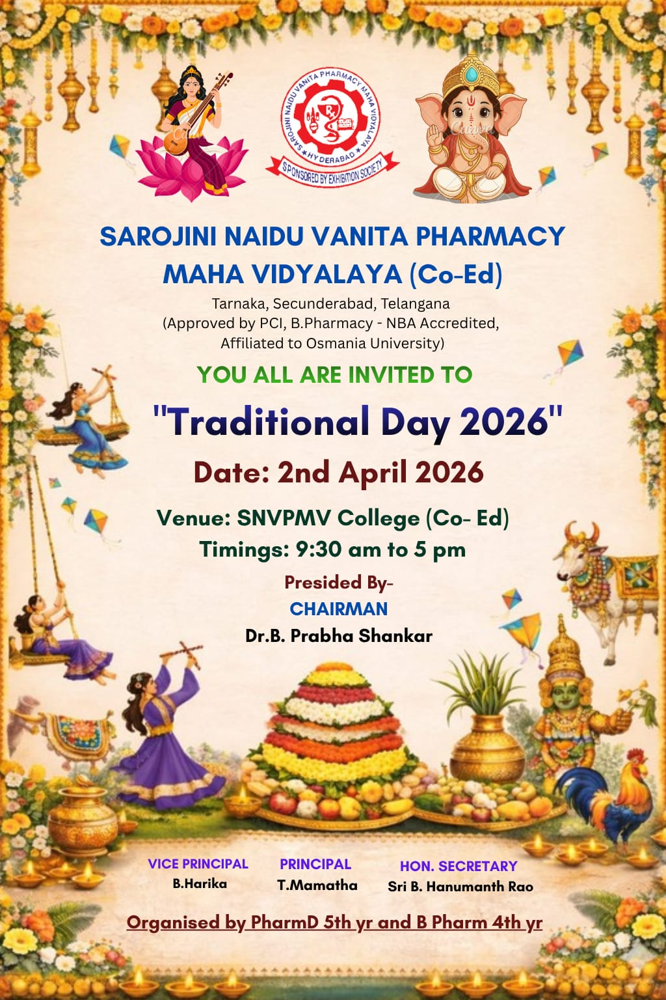 SAROJINI NAIDU VANITA PHARMACY MAHA VIDYALAYA
★ HYDERABAD ★
SPONSORED BY EXHIBITION SOCIETY
Canva
SAROJINI NAIDU VANITA PHARMACY
MAHA VIDYALAYA (Co-Ed)
Tarnaka, Secunderabad, Telangana
(Approved by PCI, B.Pharmacy - NBA Accredited,
Affiliated to Osmania University)
YOU ALL ARE INVITED TO
"Traditional Day 2026"
Date: 2nd April 2026
Venue: SNVPMV College (Co- Ed)
Timings: 9:30 am to 5 pm
Presided By-
CHAIRMAN
Dr.B. Prabha Shankar
VICE PRINCIPAL
B.Harika
PRINCIPAL
T.Mamatha
HON. SECRETARY
Sri B. Hanumanth Rao
Organised by PharmD 5th yr and B Pharm 4th yr